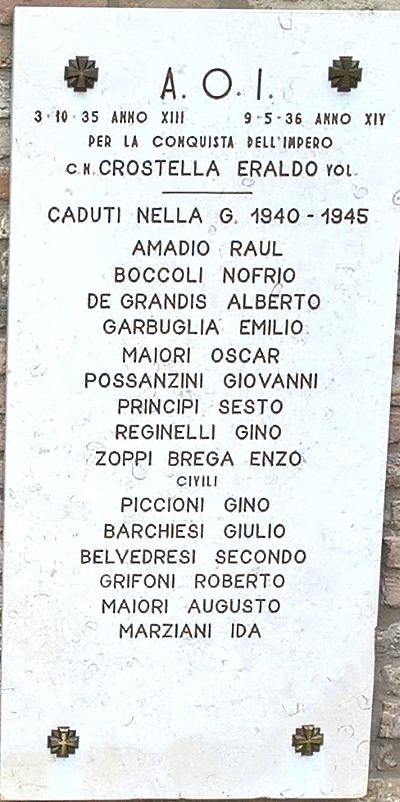 A. O. I.
3-10-35 ANNO XIII 9-5-36 ANNO XIV
PER LA CONQUISTA DELL'IMPERO
C.N. CROSTELLA ERALDO VOL.
CADUTI NELLA G. 1940-1945
AMADIO RAUL
BOCCOLI NOFRIO
DE GRANDIS ALBERTO
GARBUGLIA EMILIO
MAIORI OSCAR
POSSANZINI GIOVANNI
PRINCIPI SESTO
REGINELLI GINO
ZOPPI BREGA ENZO
CIVILI
PICCIONI GINO
BARCHIESI GIULIO
BELVEDRESI SECONDO
GRIFONI ROBERTO
MAIORI AUGUSTO
MARZIANI IDA